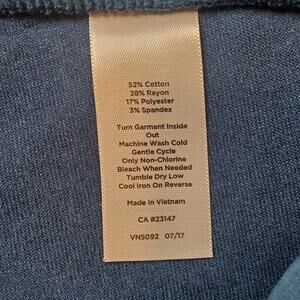 52% Cotton
28% Rayon
17% Polyester
3% Spandex
Turn Garment Inside
Out
Machine Wash Cold
Gentle Cycle
Only Non-Chlorine
Bleach When Needed
Tumble Dry Low
Cool Iron On Reverse
Made in Vietnam
CA #23147
VN5092 07/17